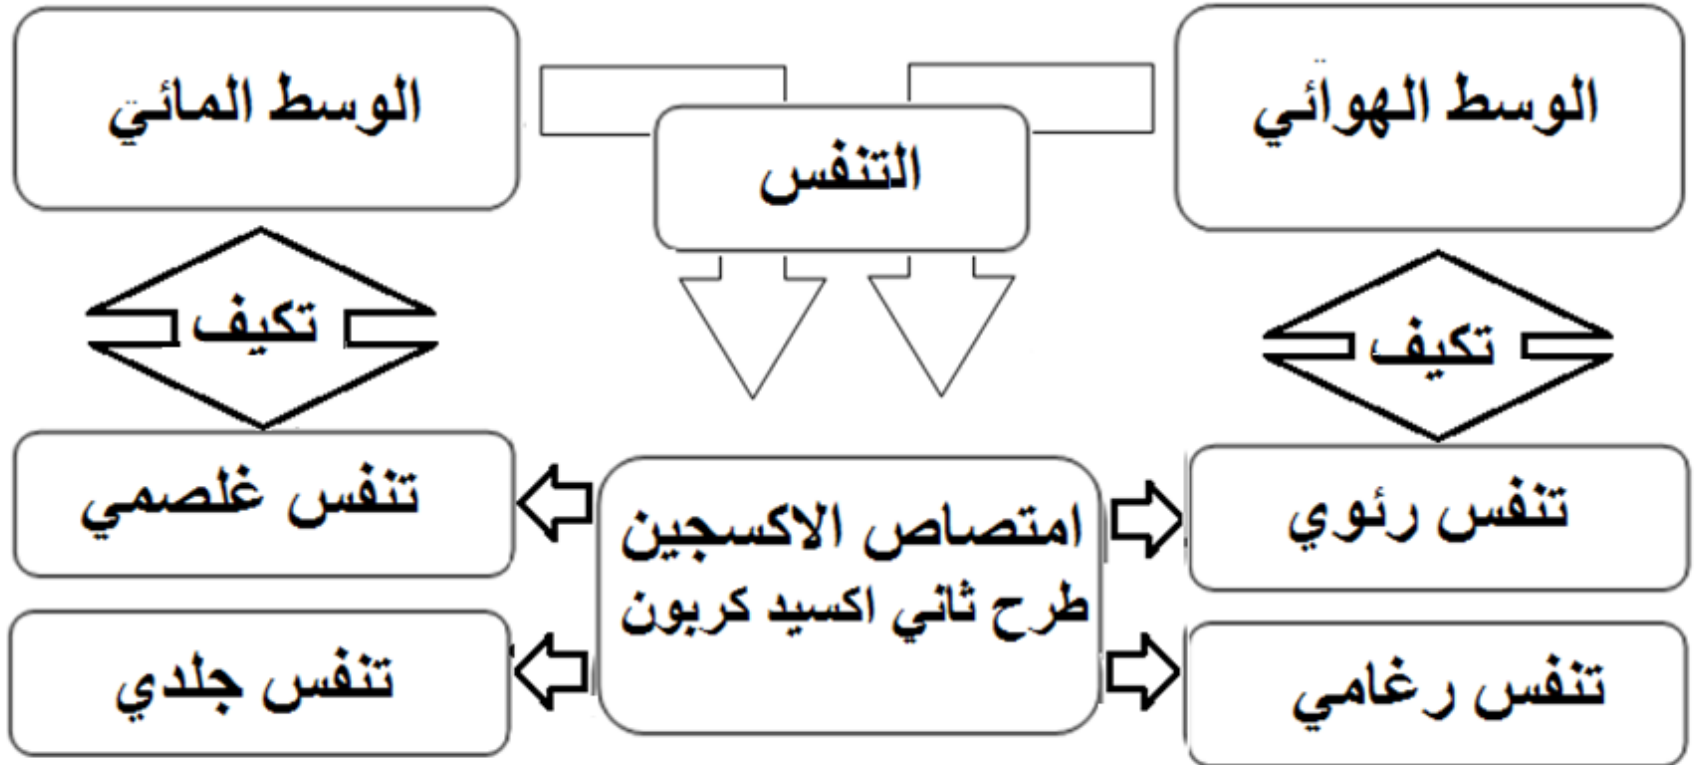 الوسط الهوائي
الوسط المائي
التنفس
تكيف
تكيف
تنفس رئوي
امتصاص الاكسجين
طرح ثاني اكسيد كربون
تنفس غلصمي
تنفس رغامي
تنفس جلدي